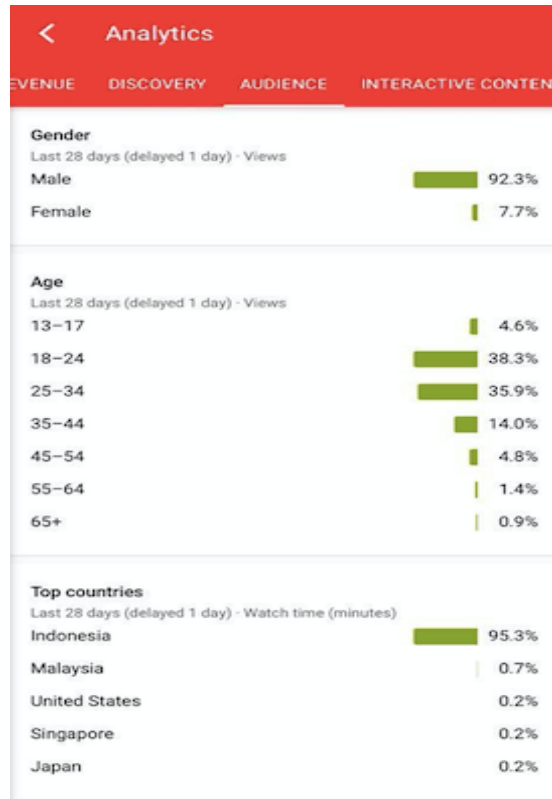 Analytics
EVENUE DISCOVERY AUDIENCE INTERACTIVE CONTEN
Gender
Last 28 days (delayed 1 day) · Views
Male 92.3%
Female 7.7%
Age
Last 28 days (delayed 1 day) · Views
13–17 4.6%
18–24 38.3%
25–34 35.9%
35–44 14.0%
45–54 4.8%
55–64 1.4%
65+ 0.9%
Top countries
Last 28 days (delayed 1 day) · Watch time (minutes)
Indonesia 95.3%
Malaysia 0.7%
United States 0.2%
Singapore 0.2%
Japan 0.2%